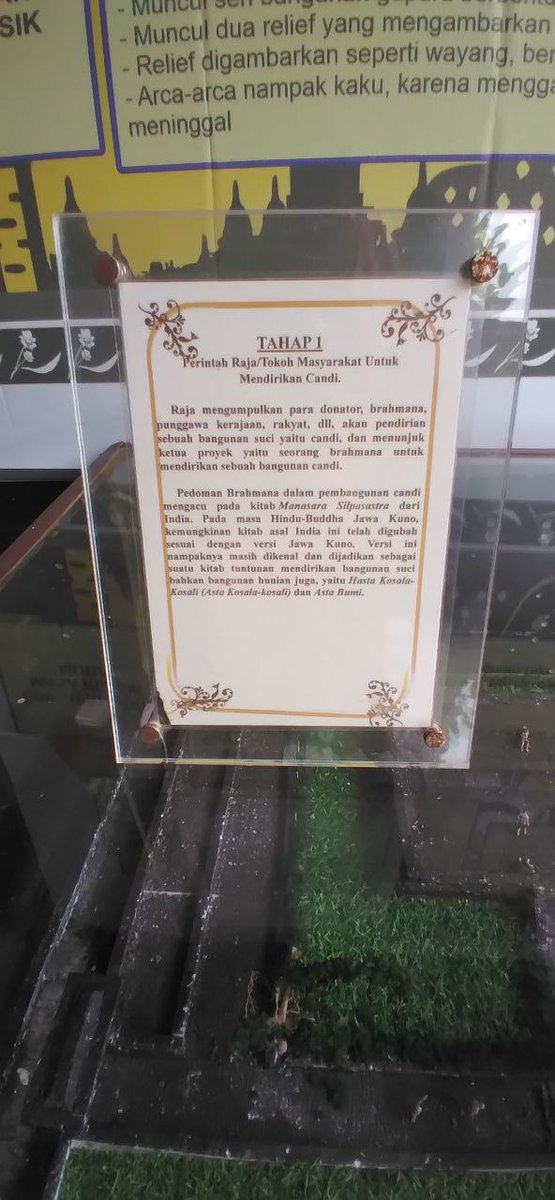 SIK
- Muncul dua relief yang mengambarkan
- Relief digambarkan seperti wayang, ber
- Arca-arca nampak kaku, karena mengga
meninggal
TAHAP 1
Perintah Raja/Tokoh Masyarakat Untuk
Mendirikan Candi.
Raja mengumpulkan para donator, brahmana,
punggawa kerajaan, rakyat, dll, akan pendirian
sebuah bangunan suci yaitu candi, dan menunjuk
ketua proyek yaitu seorang brahmana untuk
mendirikan sebuah bangunan candi.
Pedoman Brahmana dalam pembangunan candi
mengacu pada kitab Manasara Silpasastra dari
India. Pada masa Hindu-Buddha Jawa Kuno,
kemungkinan kitab asal India ini telah digubah
sesuai dengan versi Jawa Kuno. Versi ini
nampaknya masih dikenal dan dijadikan sebagai
suatu kitab tuntunan mendirikan bangunan suci
bahkan bangunan hunian juga, yaitu Hasta Kosala-
Kosali (Asta Kosala-kosali) dan Asta Bumi.